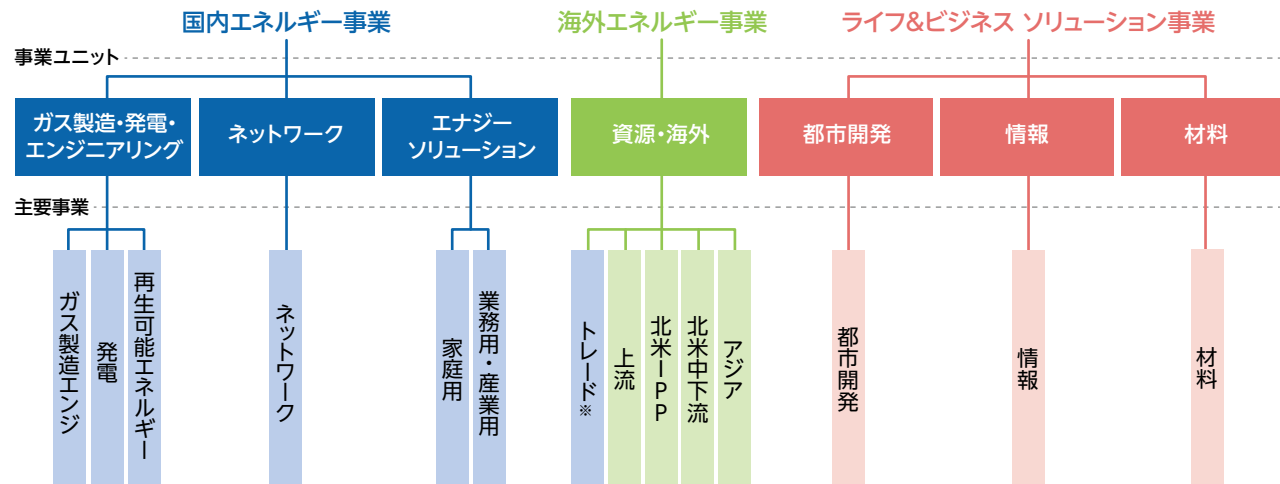 国内エネルギー事業
海外エネルギー事業
ライフ&ビジネス ソリューション事業
事業ユニット
ガス製造・発電・
エンジニアリング
ネットワーク
エナジー
ソリューション
資源・海外
都市開発
情報
材料
主要事業
ガス製造エンジ
発電
再生可能エネルギー
ネットワーク
家庭用
業務用・産業用
トレード※
上流
北米IPP
北米中下流
アジア
都市開発
情報
材料